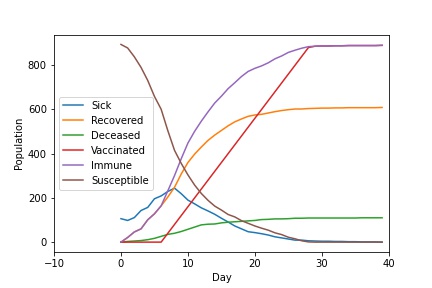 800
600
400
200
0
Population
Sick
Recovered
Deceased
Vaccinated
Immune
Susceptible
−10 0 10 20 30 40
Day